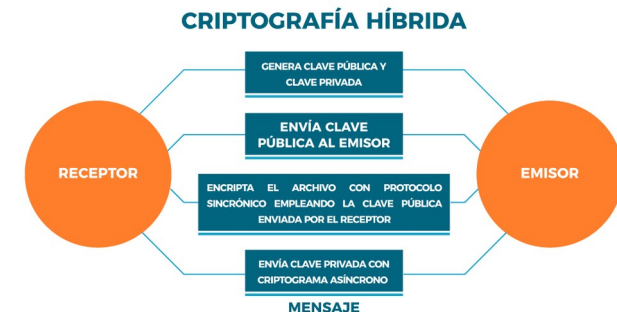 CRIPTOGRAFÍA HÍBRIDA
GENERA CLAVE PÚBLICA Y
CLAVE PRIVADA
ENVÍA CLAVE
PÚBLICA AL EMISOR
RECEPTOR
EMISOR
ENCRIPTA EL ARCHIVO CON PROTOCOLO
SINCRÓNICO EMPLEANDO LA CLAVE PÚBLICA
ENVIADA POR EL RECEPTOR
ENVÍA CLAVE PRIVADA CON
CRIPTOGRAMA ASÍNCRONO
MENSAJE